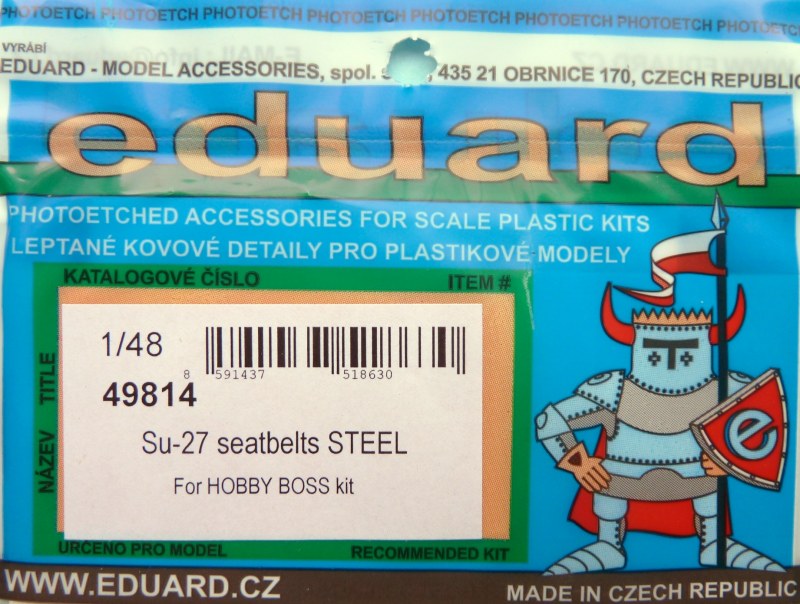 PHOTOETCH PHOTOETCH PHOTOETCH PHOTOETCH PHOTOETCH PHOTOETCH PHOTOETCH PHOTOETCH
VYRÁBÍ
EDUARD - MODEL ACCESSORIES, spol. 435 21 OBRNICE 170, CZECH REPUBLIC
eduard
PHOTOETCHED ACCESSORIES FOR SCALE PLASTIC KITS
LEPTANÉ KOVOVÉ DETAILY PRO PLASTIKOVÉ MODELY
KATALOGOVÉ ČÍSLO ITEM #
NÁZEV TITLE
1/48
8 591437 518630
49814
Su-27 seatbelts STEEL
For HOBBY BOSS kit
e
URČENO PRO MODEL RECOMMENDED KIT
WWW.EDUARD.CZ MADE IN CZECH REPUBLIC